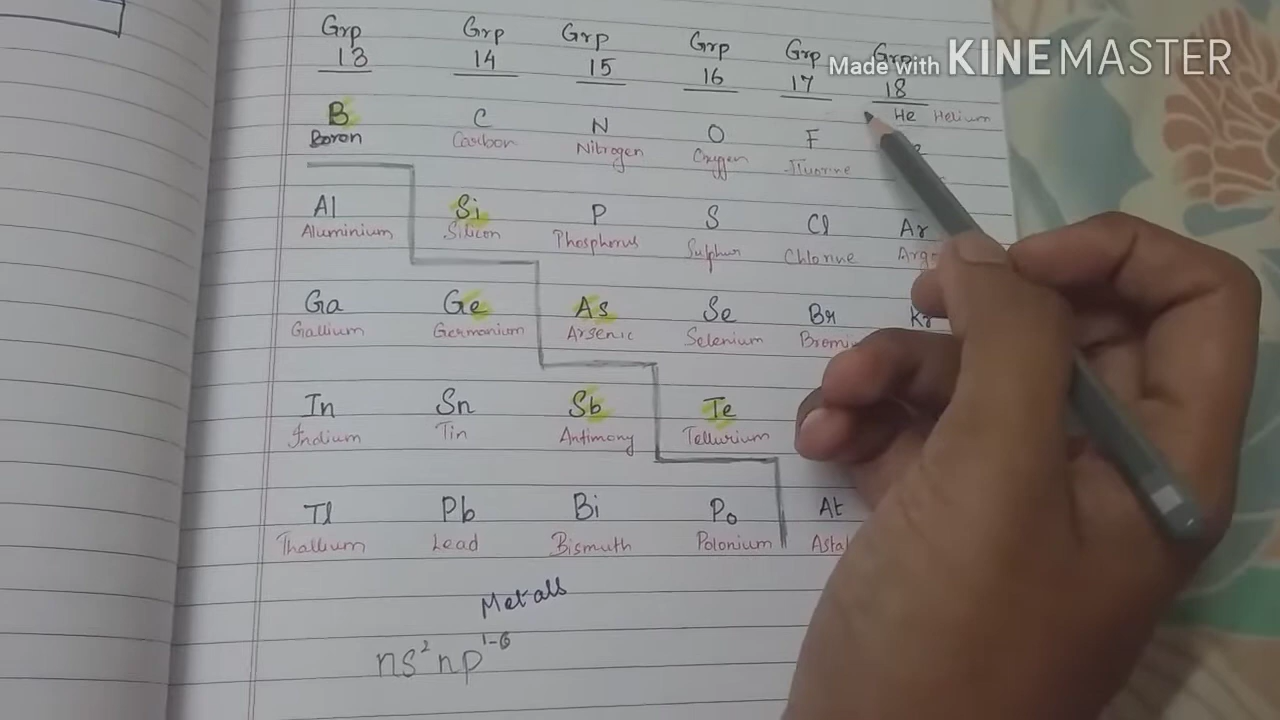 Grp Grp Grp Grp Grp Grp
13 14 15 16 17 18
Made with KINEMASTER
He Helium
B C N O F
Boron Carbon Nitrogen Oxygen Fluorine
Al Si P S Cl Ar
Aluminium Silicon Phosphorus Sulphur Chlorine
Ga Ge As Se Br Kr
Gallium Germanium Arsenic Selenium
In Sn Sb Te
Indium Tin Antimony Tellurium
Tl Pb Bi Po At
Thallium Lead Bismuth Polonium
Metals
ns² np¹⁻⁶